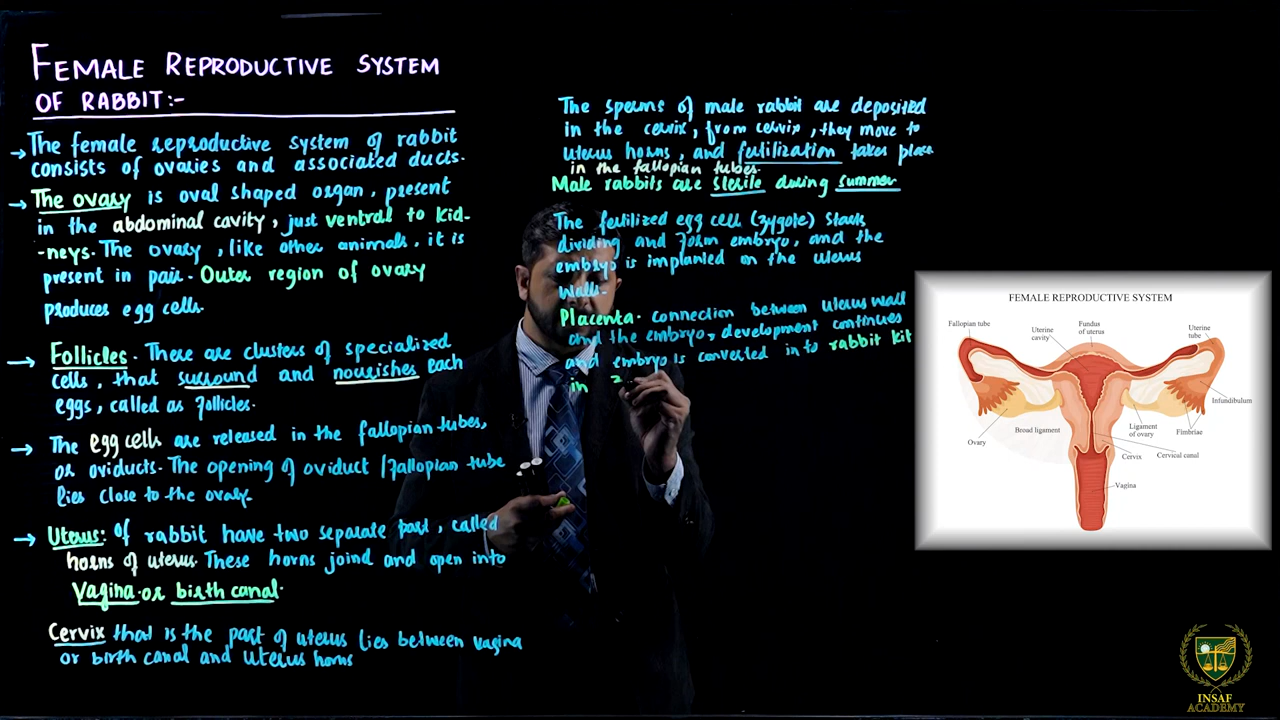 FEMALE REPRODUCTIVE SYSTEM
OF RABBIT:-
→ The female reproductive system of rabbit
consists of ovaries and associated ducts.
→ The ovary is oval shaped organ, present
in the abdominal cavity, just ventral to kid-
-neys. The ovary, like other animals, it is
present in pair. Outer region of ovary
produces egg cells.
→ Follicles. There are clusters of specialized
cells, that surround and nourishes each
eggs, called as follicles.
→ The egg cells are released in the fallopian tubes,
or oviducts. The opening of oviduct / fallopian tube
lies close to the ovary.
→ Uterus: of rabbit have two separate part, called
horns of uterus. These horns joind and open into
Vagina or birth canal.
Cervix that is the part of uterus lies between vagina
or birth canal and uterus horns
The sperms of male rabbit are deposited
in the cervix, from cervix, they move to
uterus horns, and fertilization takes place
in the fallopian tubes.
Male rabbits are sterile during summer
The fertilized egg cell (zygote) starts
dividing and form embryo, and the
embryo is implanted on the uterus
walls.
Placenta. connection between uterus wall
and the embryo, development continues
and embryo is converted into rabbit kit
in 3
FEMALE REPRODUCTIVE SYSTEM
Fallopian tube
Uterine
cavity
Fundus
of uterus
Uterine
tube
Infundibulum
Ovary
Broad ligament
Ligament
of ovary
Fimbriae
Cervix
Cervical canal
Vagina
INSAF
ACADEMY